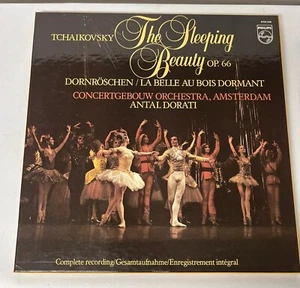 TCHAIKOVSKY The Sleeping
Beauty OP. 66
DORNRÖSCHEN/LA BELLE AU BOIS DORMANT
CONCERTGEBOUW ORCHESTRA, AMSTERDAM
ANTAL DORATI
PHILIPS
Complete recording/Gesamtaufnahme/Enregistrement intégral